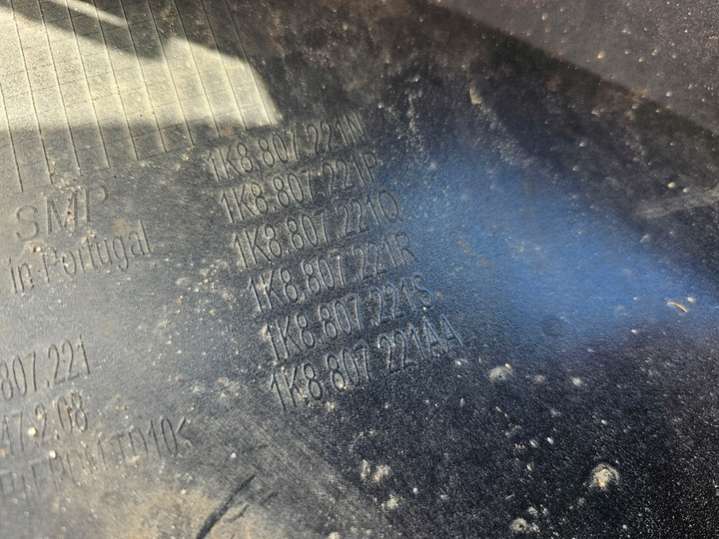 SMP
in Portugal
807.221
47.2.08
1K8 807 221N
1K8 807 221P
1K8 807 221Q
1K8 807 221R
1K8 807 221S
1K8 807 221AA